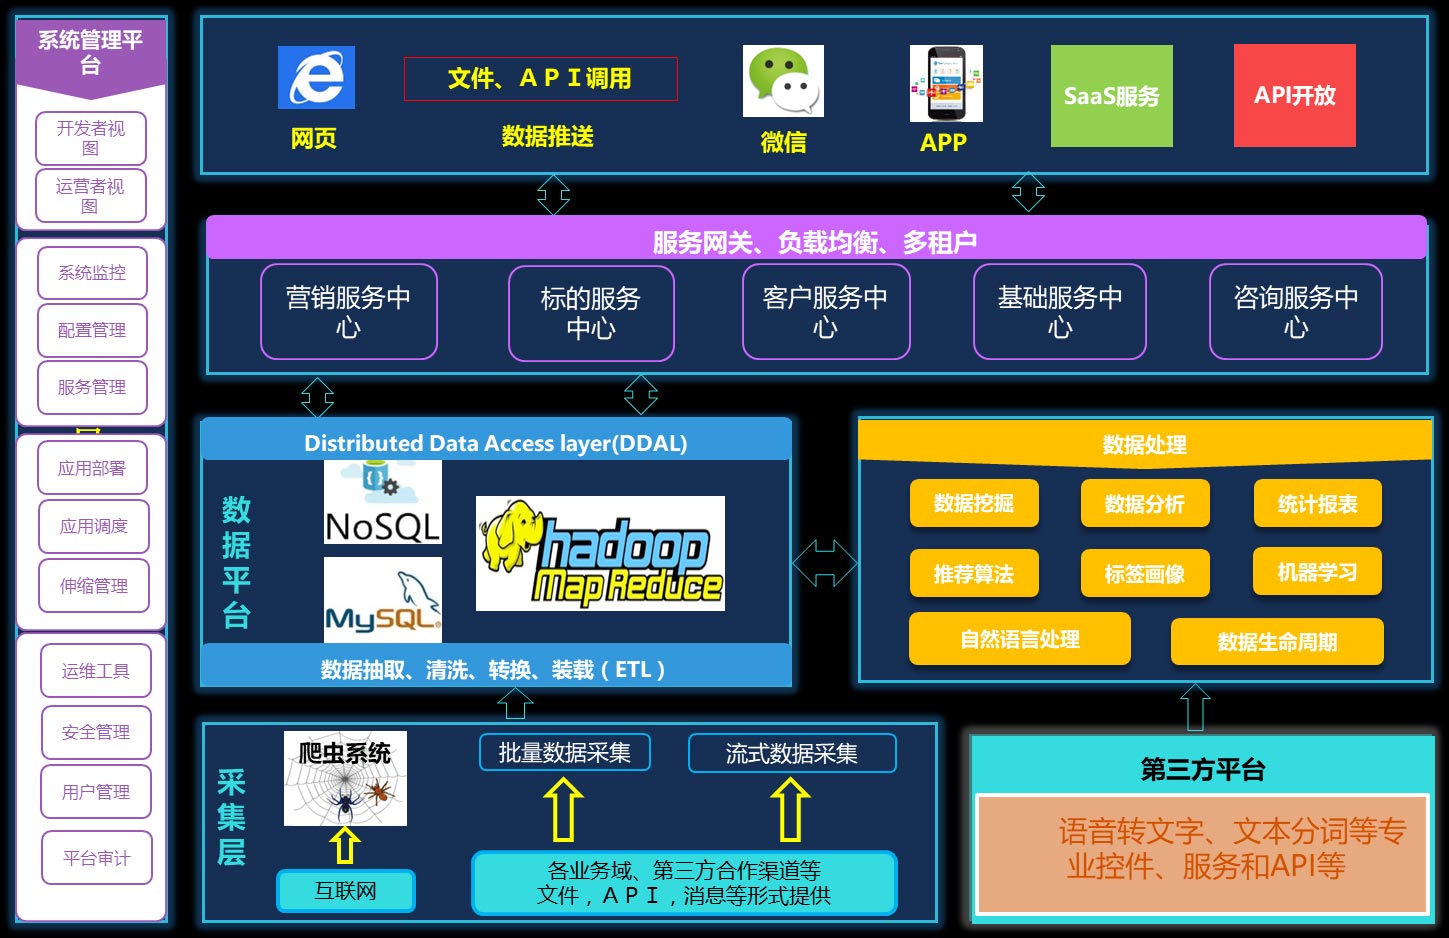 系统管理平
台
开发者视
图
运营者视
图
系统监控
配置管理
服务管理
应用部署
应用调度
伸缩管理
运维工具
安全管理
用户管理
平台审计
网页
文件、ＡＰＩ调用
数据推送
微信
APP
SaaS服务
API开放
服务网关、负载均衡、多租户
营销服务中
心
标的服务
中心
客户服务中
心
基础服务中
心
咨询服务中
心
Distributed Data Access layer(DDAL)
数
据
平
台
NoSQL
MySQL
hadoop
Map Reduce
数据抽取、清洗、转换、装载（ETL）
数据处理
数据挖掘
数据分析
统计报表
推荐算法
标签画像
机器学习
自然语言处理
数据生命周期
采
集
层
爬虫系统
批量数据采集
流式数据采集
互联网
各业务域、第三方合作渠道等
文件，ＡＰＩ，消息等形式提供
第三方平台
语音转文字、文本分词等专
业控件、服务和API等